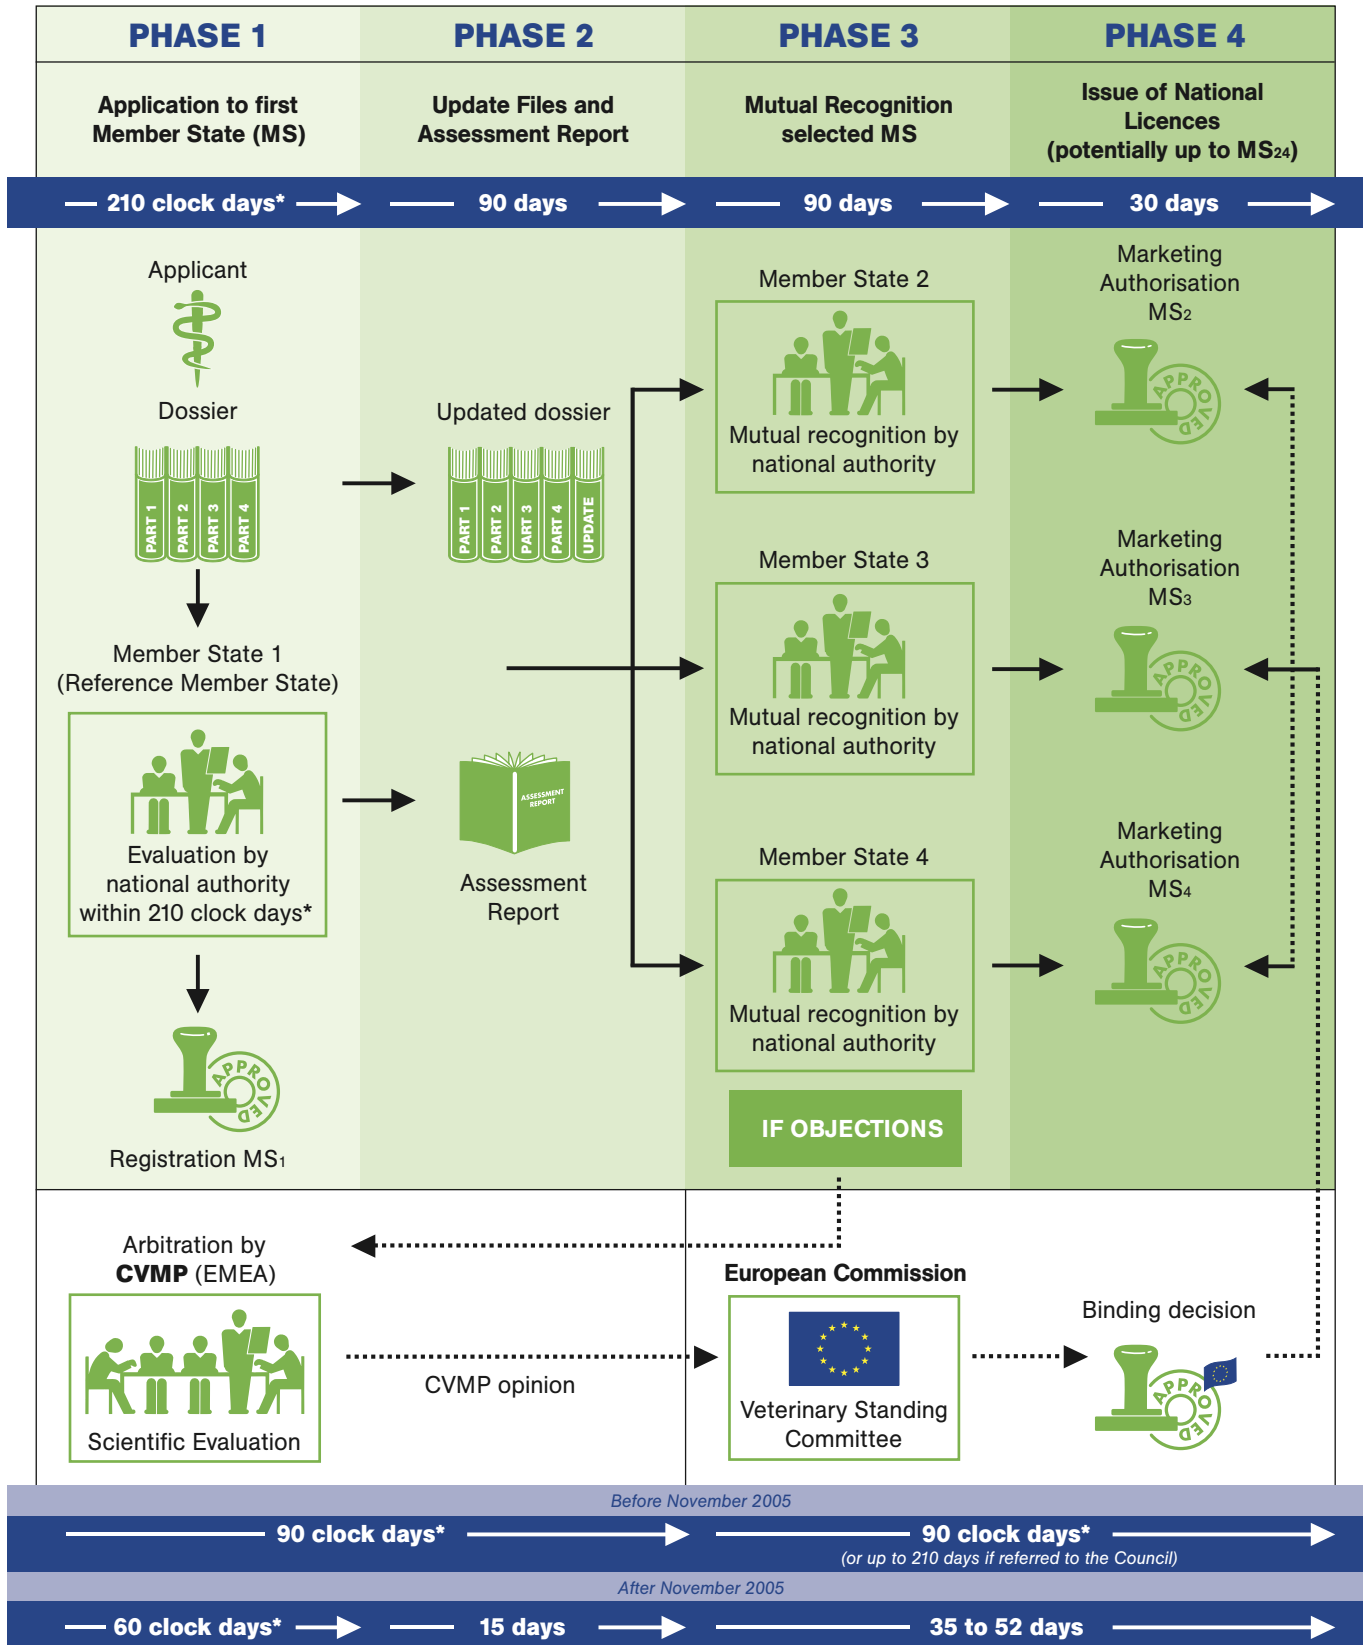 PHASE 1
PHASE 2
PHASE 3
PHASE 4
Application to first
Member State (MS)
Update Files and
Assessment Report
Mutual Recognition
selected MS
Issue of National
Licences
(potentially up to MS24)
210 clock days*
90 days
90 days
30 days
Applicant
Dossier
PART 1
PART 2
PART 3
PART 4
Member State 1
(Reference Member State)
Evaluation by
national authority
within 210 clock days*
APPROVED
Registration MS1
Updated dossier
PART 1
PART 2
PART 3
PART 4
UPDATE
ASSESSMENT
REPORT
Assessment
Report
Member State 2
Mutual recognition by
national authority
Member State 3
Mutual recognition by
national authority
Member State 4
Mutual recognition by
national authority
IF OBJECTIONS
Marketing
Authorisation
MS2
APPROVED
Marketing
Authorisation
MS3
APPROVED
Marketing
Authorisation
MS4
APPROVED
Arbitration by
CVMP (EMEA)
Scientific Evaluation
CVMP opinion
European Commission
Veterinary Standing
Committee
Binding decision
APPROVED
Before November 2005
90 clock days*
90 clock days*
(or up to 210 days if referred to the Council)
After November 2005
60 clock days*
15 days
35 to 52 days